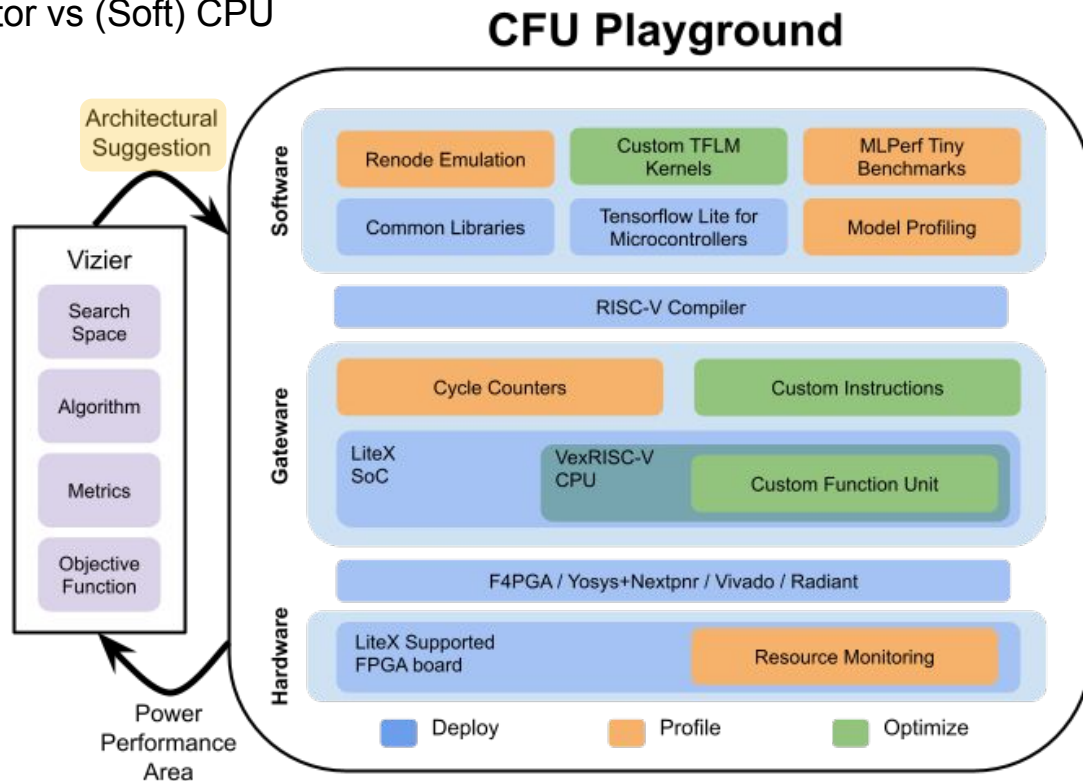 tor vs (Soft) CPU
CFU Playground
Architectural
Suggestion
Vizier
Search
Space
Algorithm
Metrics
Objective
Function
Power
Performance
Area
Software
Renode Emulation
Custom TFLM
Kernels
MLPerf Tiny
Benchmarks
Common Libraries
Tensorflow Lite for
Microcontrollers
Model Profiling
RISC-V Compiler
Gateware
Cycle Counters
Custom Instructions
LiteX
SoC
VexRISC-V
CPU
Custom Function Unit
F4PGA / Yosys+Nextpnr / Vivado / Radiant
Hardware
LiteX Supported
FPGA board
Resource Monitoring
Deploy
Profile
Optimize